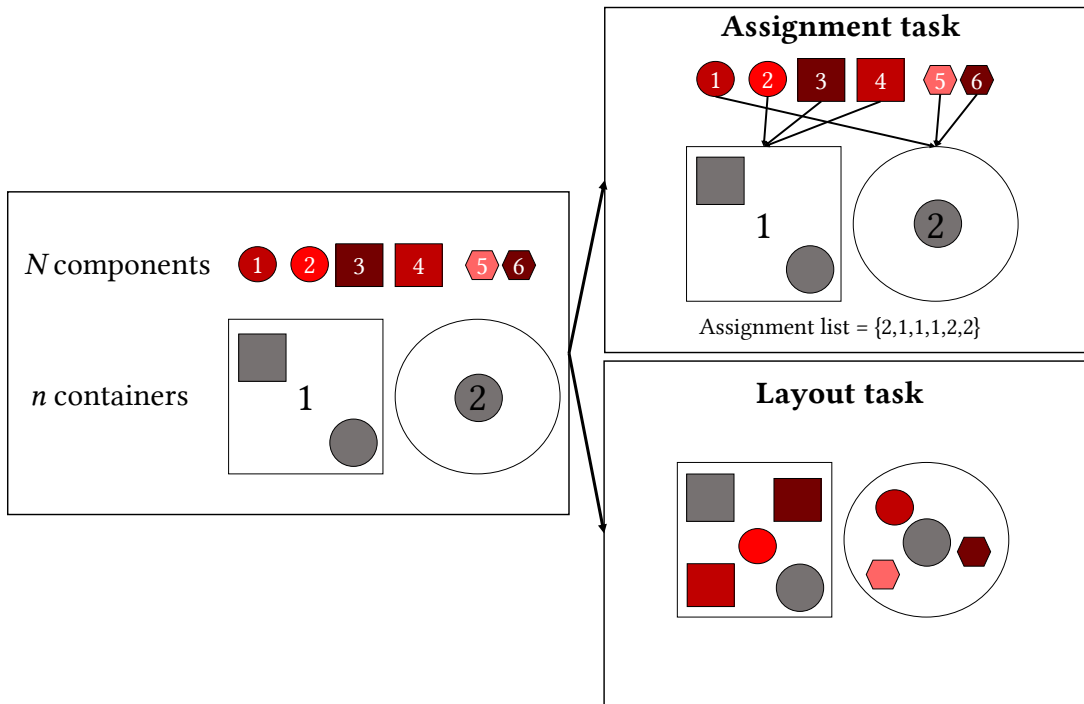 N components 1 2 3 4 5 6
n containers 1 2
Assignment task
1 2 3 4 5 6
1 2
Assignment list = {2,1,1,1,2,2}
Layout task